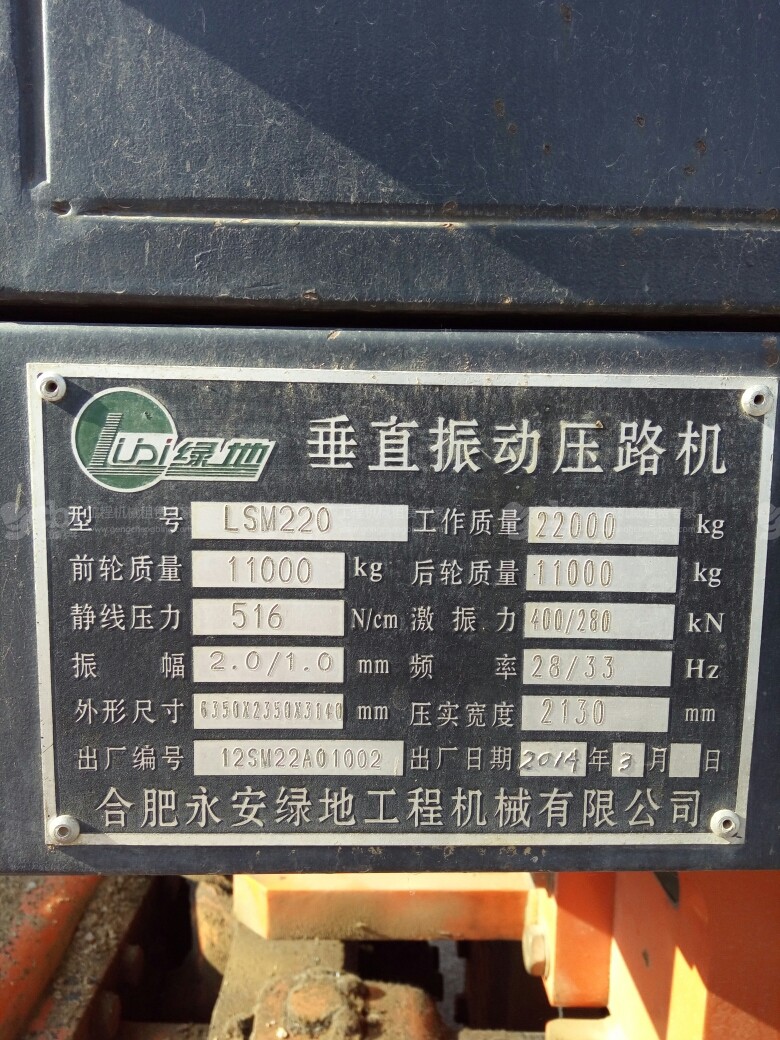 Ludi绿地 垂直振动压路机
型号 LSM220 工作质量 22000 kg
前轮质量 11000 kg 后轮质量 11000 kg
静线压力 516 N/cm 激振力 400/280 kN
振幅 2.0/1.0 mm 频率 28/33 Hz
外形尺寸 6350X2350X3140 mm 压实宽度 2130 mm
出厂编号 12SM22A01002 出厂日期 2014 年 3 月 日
合肥永安绿地工程机械有限公司